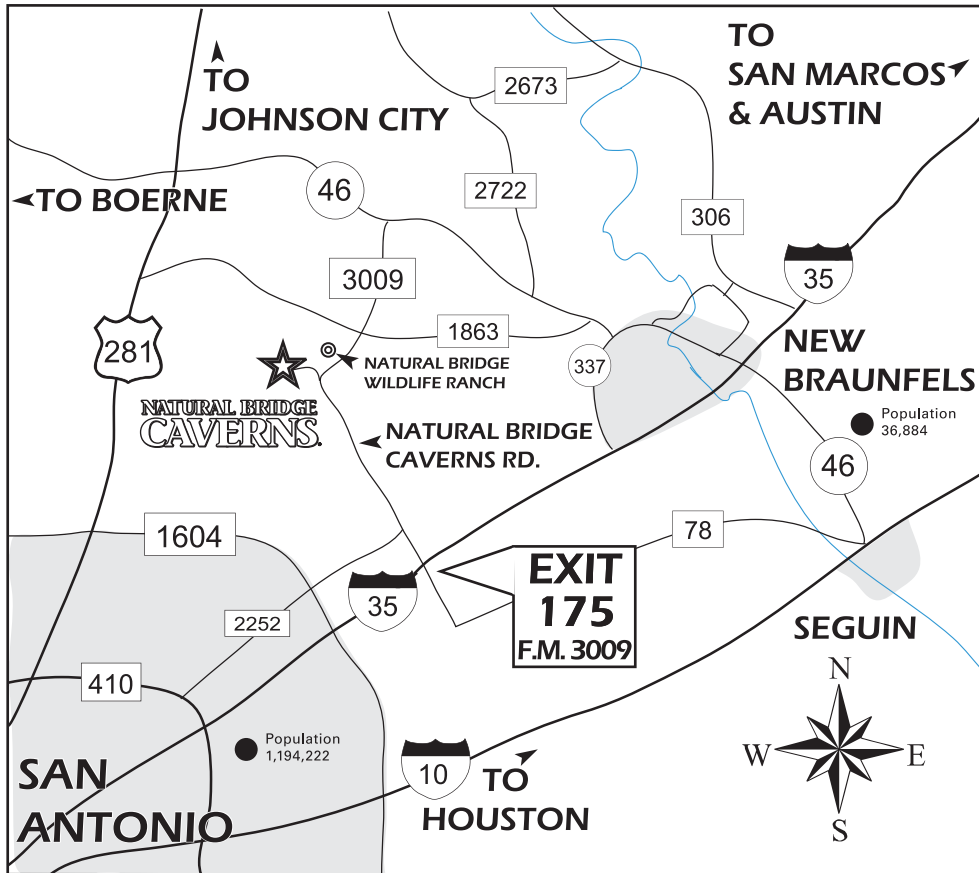 TO
JOHNSON CITY
TO
SAN MARCOS
& AUSTIN
2673
TO BOERNE
46
2722
306
3009
35
281
1863
NATURAL BRIDGE
WILDLIFE RANCH
337
NEW
BRAUNFELS
NATURAL BRIDGE
CAVERNS.
Population
36,884
NATURAL BRIDGE
CAVERNS RD.
46
1604
78
EXIT
175
F.M. 3009
35
2252
SEGUIN
410
N
W
E
S
Population
1,194,222
SAN
ANTONIO
10
TO
HOUSTON